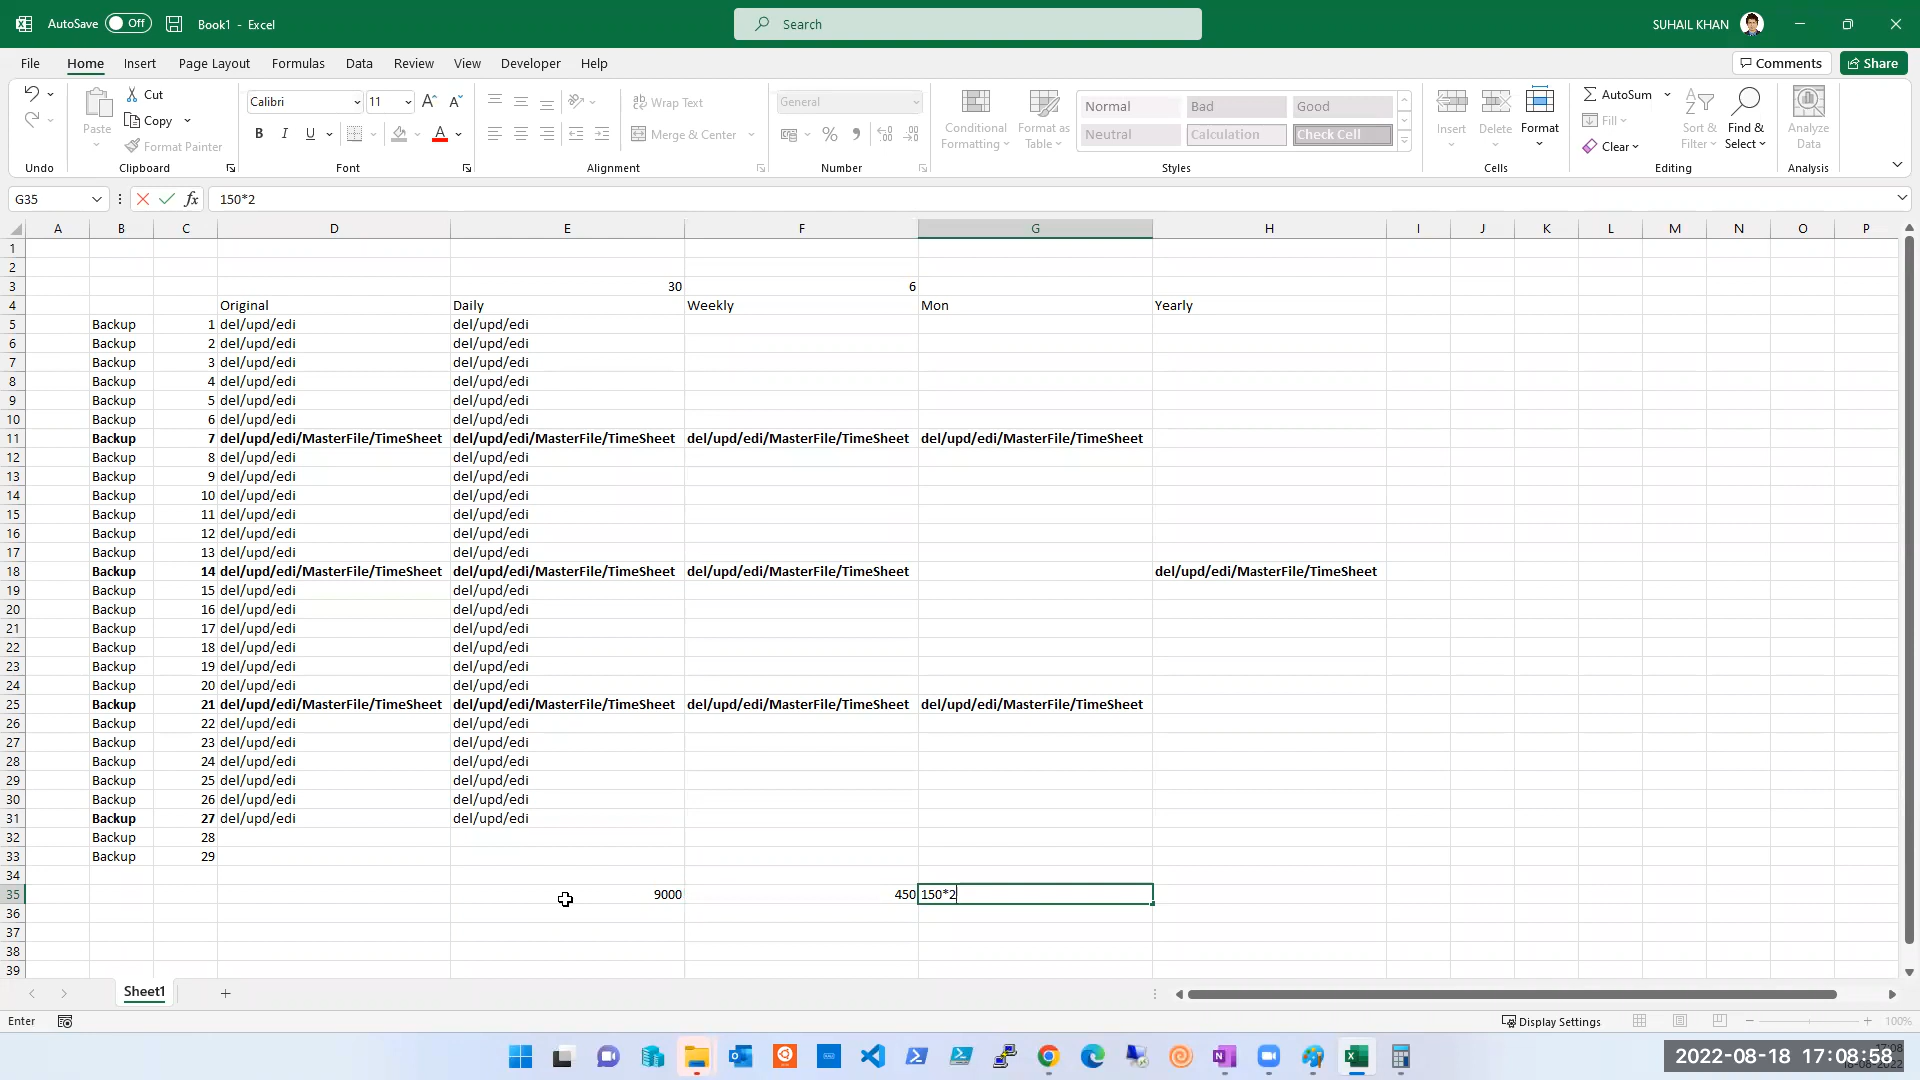 AutoSave Off Book1 - Excel Search SUHAIL KHAN
File Home Insert Page Layout Formulas Data Review View Developer Help Comments Share
Cut Calibri 11 Wrap Text General Normal Bad Good AutoSum
Paste Copy Conditional Formatting Format as Table Insert Delete Format Fill Sort & Filter Find & Select Analyze Data
Format Painter B I U A Merge & Center % Neutral Calculation Check Cell Clear
Undo Clipboard Font Alignment Number Styles Cells Editing Analysis
G35 fx 150*2
A B C D E F G H I J K L M N O P
1
2
3 30 6
4 Original Daily Weekly Mon Yearly
5 Backup 1 del/upd/edi del/upd/edi
6 Backup 2 del/upd/edi del/upd/edi
7 Backup 3 del/upd/edi del/upd/edi
8 Backup 4 del/upd/edi del/upd/edi
9 Backup 5 del/upd/edi del/upd/edi
10 Backup 6 del/upd/edi del/upd/edi
11 Backup 7 del/upd/edi/MasterFile/TimeSheet del/upd/edi/MasterFile/TimeSheet del/upd/edi/MasterFile/TimeSheet del/upd/edi/MasterFile/TimeSheet
12 Backup 8 del/upd/edi del/upd/edi
13 Backup 9 del/upd/edi del/upd/edi
14 Backup 10 del/upd/edi del/upd/edi
15 Backup 11 del/upd/edi del/upd/edi
16 Backup 12 del/upd/edi del/upd/edi
17 Backup 13 del/upd/edi del/upd/edi
18 Backup 14 del/upd/edi/MasterFile/TimeSheet del/upd/edi/MasterFile/TimeSheet del/upd/edi/MasterFile/TimeSheet del/upd/edi/MasterFile/TimeSheet
19 Backup 15 del/upd/edi del/upd/edi
20 Backup 16 del/upd/edi del/upd/edi
21 Backup 17 del/upd/edi del/upd/edi
22 Backup 18 del/upd/edi del/upd/edi
23 Backup 19 del/upd/edi del/upd/edi
24 Backup 20 del/upd/edi del/upd/edi
25 Backup 21 del/upd/edi/MasterFile/TimeSheet del/upd/edi/MasterFile/TimeSheet del/upd/edi/MasterFile/TimeSheet del/upd/edi/MasterFile/TimeSheet
26 Backup 22 del/upd/edi del/upd/edi
27 Backup 23 del/upd/edi del/upd/edi
28 Backup 24 del/upd/edi del/upd/edi
29 Backup 25 del/upd/edi del/upd/edi
30 Backup 26 del/upd/edi del/upd/edi
31 Backup 27 del/upd/edi del/upd/edi
32 Backup 28
33 Backup 29
34
35 9000 450 150*2
36
37
38
39
Sheet1
Enter Display Settings 100%
2022-08-18 17:08:58